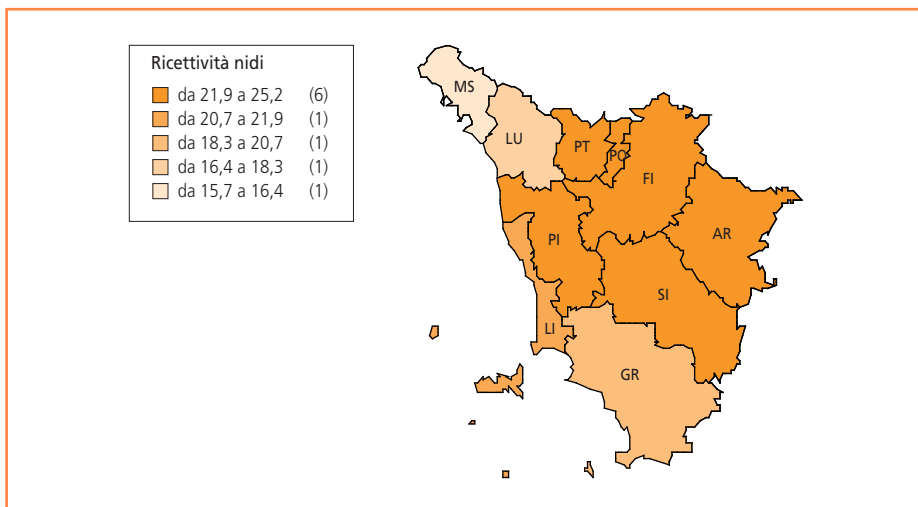 Ricettività nidi
da 21,9 a 25,2 (6)
da 20,7 a 21,9 (1)
da 18,3 a 20,7 (1)
da 16,4 a 18,3 (1)
da 15,7 a 16,4 (1)
MS
LU
PT
PO
FI
AR
PI
SI
LI
GR